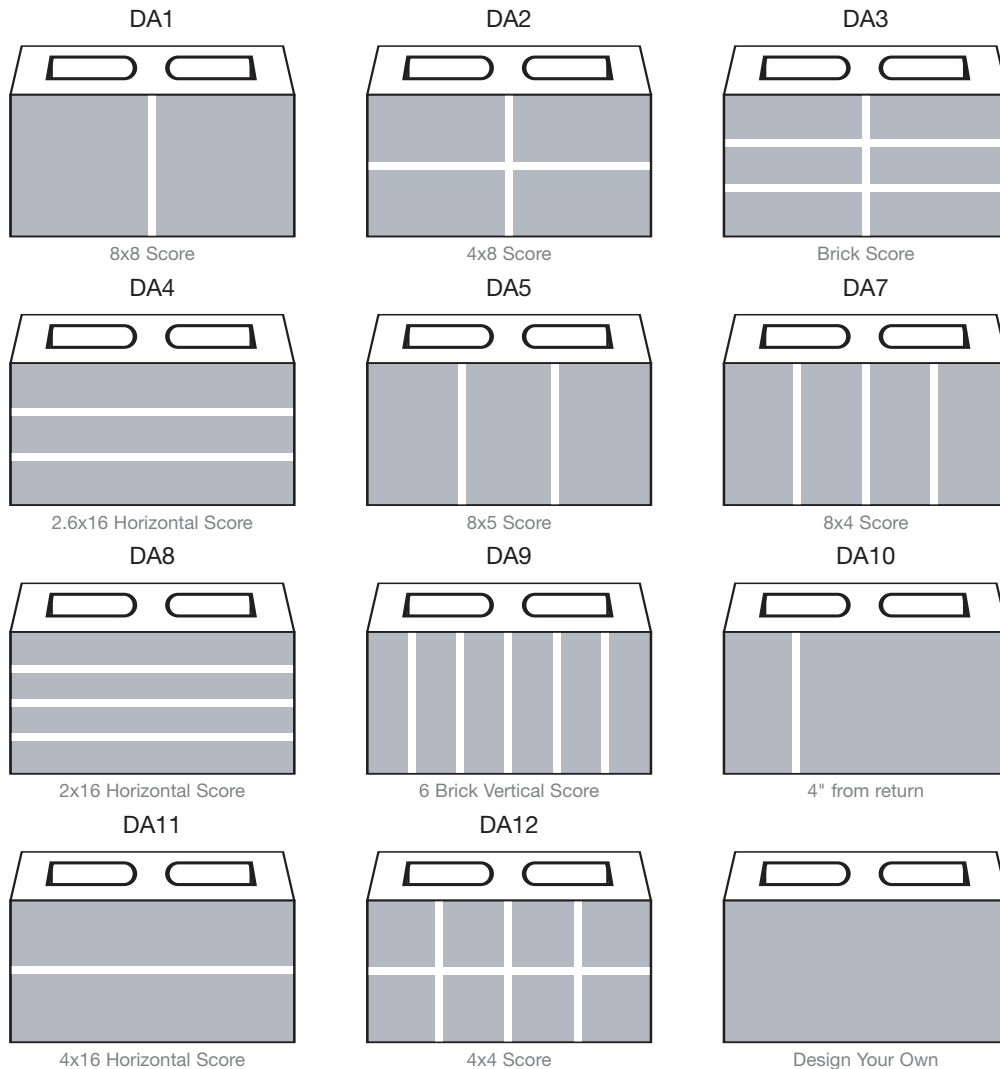 DA1
DA2
DA3
8x8 Score
4x8 Score
Brick Score
DA4
DA5
DA7
2.6x16 Horizontal Score
8x5 Score
8x4 Score
DA8
DA9
DA10
2x16 Horizontal Score
6 Brick Vertical Score
4" from return
DA11
DA12
4x16 Horizontal Score
4x4 Score
Design Your Own